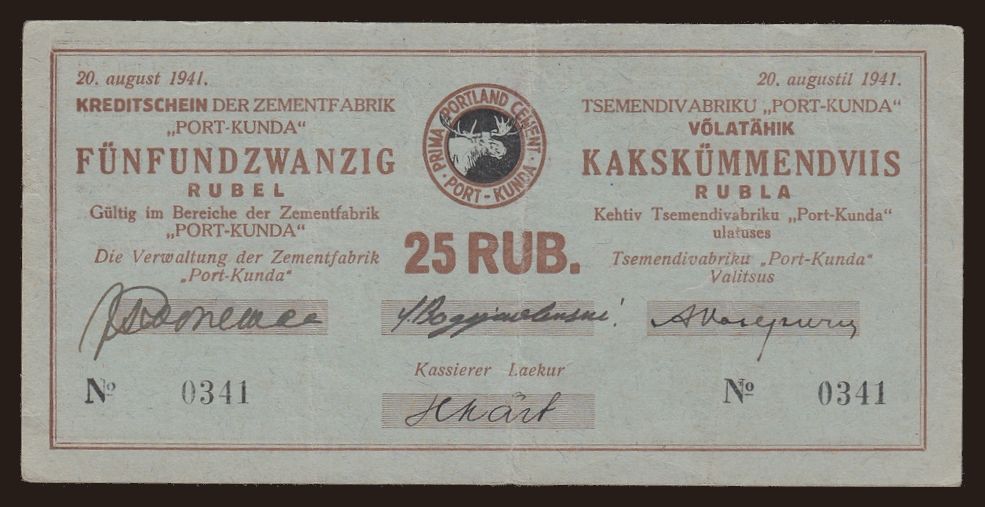 20. august 1941.
KREDITSCHEIN DER ZEMENTFABRIK
„PORT-KUNDA"
FÜNFUNDZWANZIG
RUBEL
Gültig im Bereiche der Zementfabrik
„PORT-KUNDA"
Die Verwaltung der Zementfabrik
„Port-Kunda"
PRIMA PORTLAND CEMENT
· PORT - KUNDA ·
25 RUB.
20. augustil 1941.
TSEMENDIVABRIKU „PORT-KUNDA"
VÕLATÄHIK
KAKSKÜMMENDVIIS
RUBLA
Kehtiv Tsemendivabriku „Port-Kunda"
ulatuses
Tsemendivabriku „Port-Kunda"
Valitsus
Kassierer Laekur
№ 0341
№ 0341